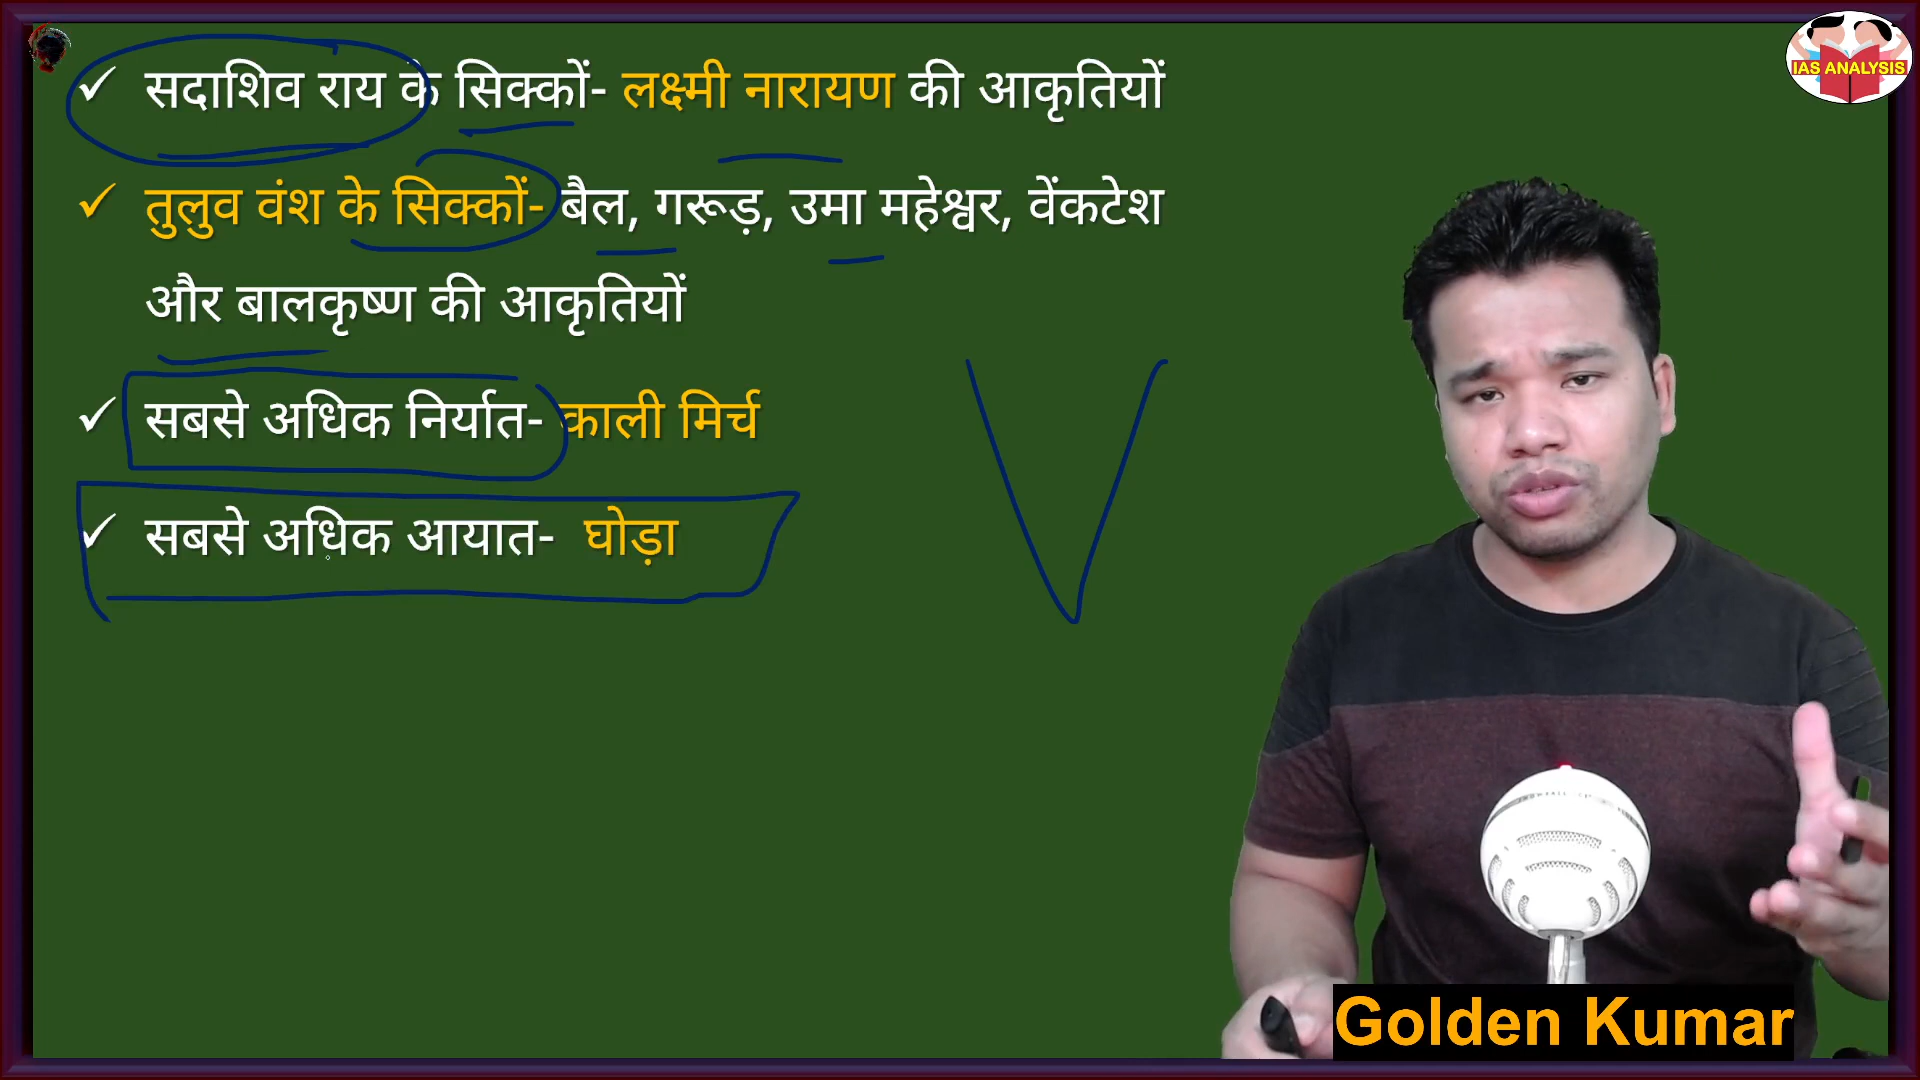 IAS ANALYSIS
✓ सदाशिव राय के सिक्कों- लक्ष्मी नारायण की आकृतियों
✓ तुलुव वंश के सिक्कों- बैल, गरूड़, उमा महेश्वर, वेंकटेश
और बालकृष्ण की आकृतियों
✓ सबसे अधिक निर्यात- काली मिर्च
✓ सबसे अधिक आयात- घोड़ा
V
Golden Kumar